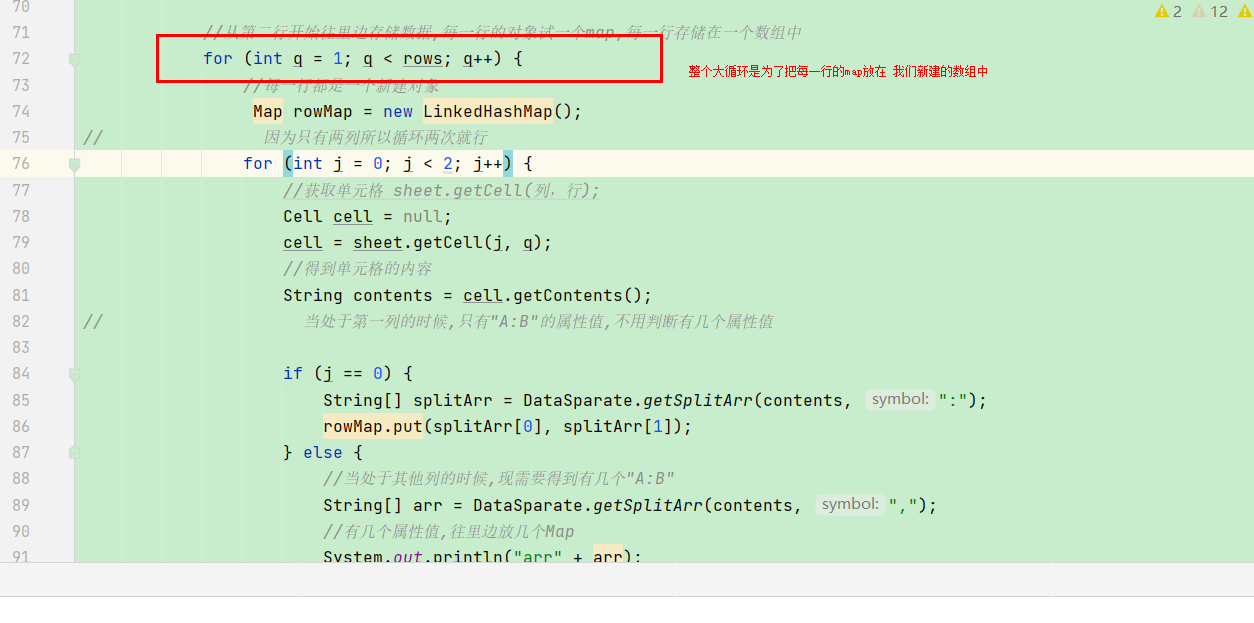 70
2 12
71 //从第二行开始往里边存储数据,每一行的对象试一个map,每一行存储在一个数组中
72 for (int q = 1; q < rows; q++) {
整个大循环是为了把每一行的map放在 我们新建的数组中
73 //每一行都是一个新建对象
74 Map rowMap = new LinkedHashMap();
75 // 因为只有两列所以循环两次就行
76 for (int j = 0; j < 2; j++) {
77 //获取单元格 sheet.getCell(列，行);
78 Cell cell = null;
79 cell = sheet.getCell(j, q);
80 //得到单元格的内容
81 String contents = cell.getContents();
82 // 当处于第一列的时候,只有"A:B"的属性值,不用判断有几个属性值
83
84 if (j == 0) {
85 String[] splitArr = DataSparate.getSplitArr(contents, symbol: ":");
86 rowMap.put(splitArr[0], splitArr[1]);
87 } else {
88 //当处于其他列的时候,现需要得到有几个"A:B"
89 String[] arr = DataSparate.getSplitArr(contents, symbol: ",");
90 //有几个属性值,往里边放几个Map
91 System.out.println("arr" + arr);